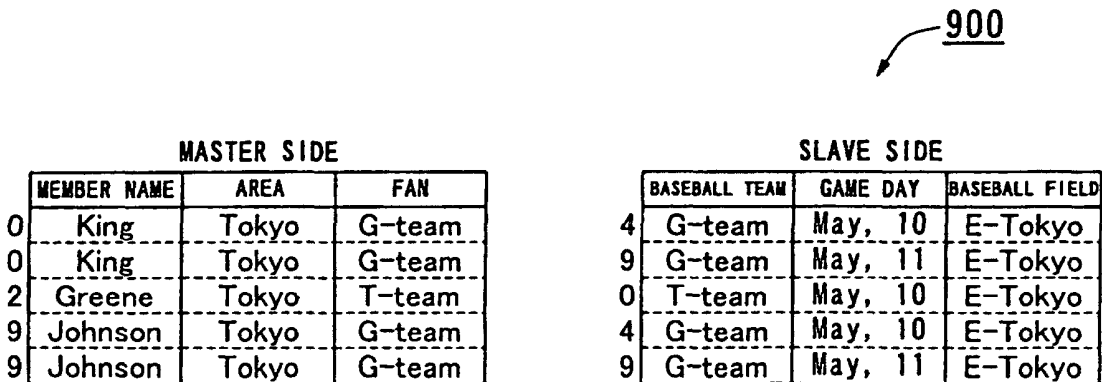 900
MASTER SIDE SLAVE SIDE
MEMBER NAME AREA FAN BASEBALL TEAM GAME DAY BASEBALL FIELD
0 King Tokyo G-team 4 G-team May, 10 E-Tokyo
0 King Tokyo G-team 9 G-team May, 11 E-Tokyo
2 Greene Tokyo T-team 0 T-team May, 10 E-Tokyo
9 Johnson Tokyo G-team 4 G-team May, 10 E-Tokyo
9 Johnson Tokyo G-team 9 G-team May, 11 E-Tokyo